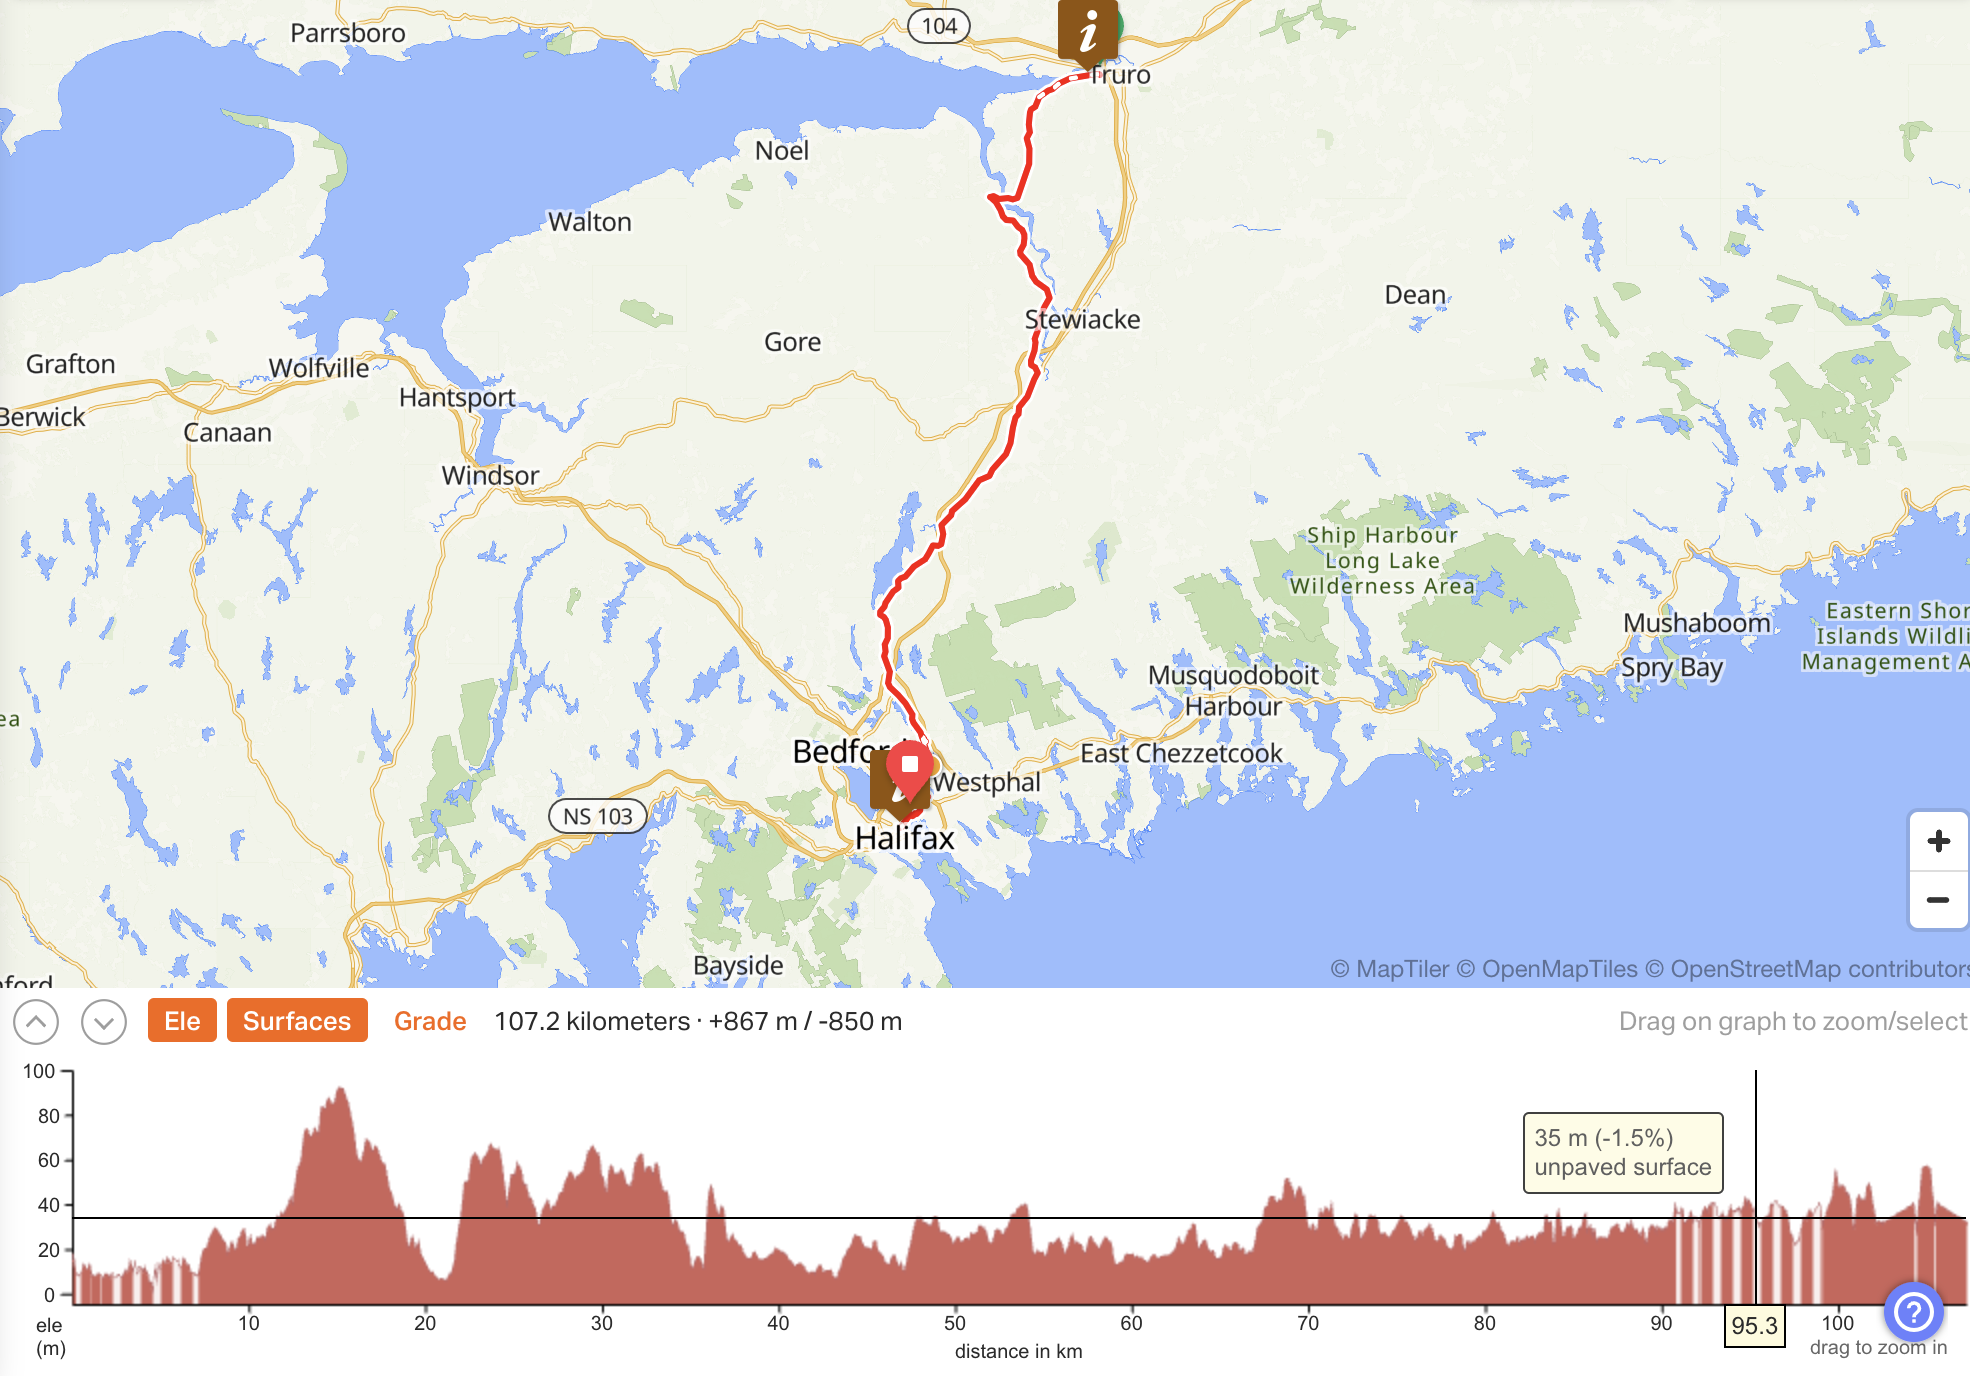 Parrsboro
104
i
Truro
Noel
Walton
Dean
Stewiacke
Gore
Grafton
Wolfville
Hantsport
Berwick
Canaan
Windsor
Ship Harbour
Long Lake
Wilderness Area
Mushaboom
Eastern Shor
Islands Wildli
Management A
Spry Bay
Musquodoboit
Harbour
ea
East Chezzetcook
Westphal
NS 103
Halifax
Bayside
ford
+
−
© MapTiler © OpenMapTiles © OpenStreetMap contributors
Ele
Surfaces
Grade
107.2 kilometers · +867 m / -850 m
Drag on graph to zoom/select
100
80
60
40
20
0
35 m (-1.5%)
unpaved surface
ele
(m)
10
20
30
40
50
60
70
80
90
95.3
100
?
distance in km
drag to zoom in